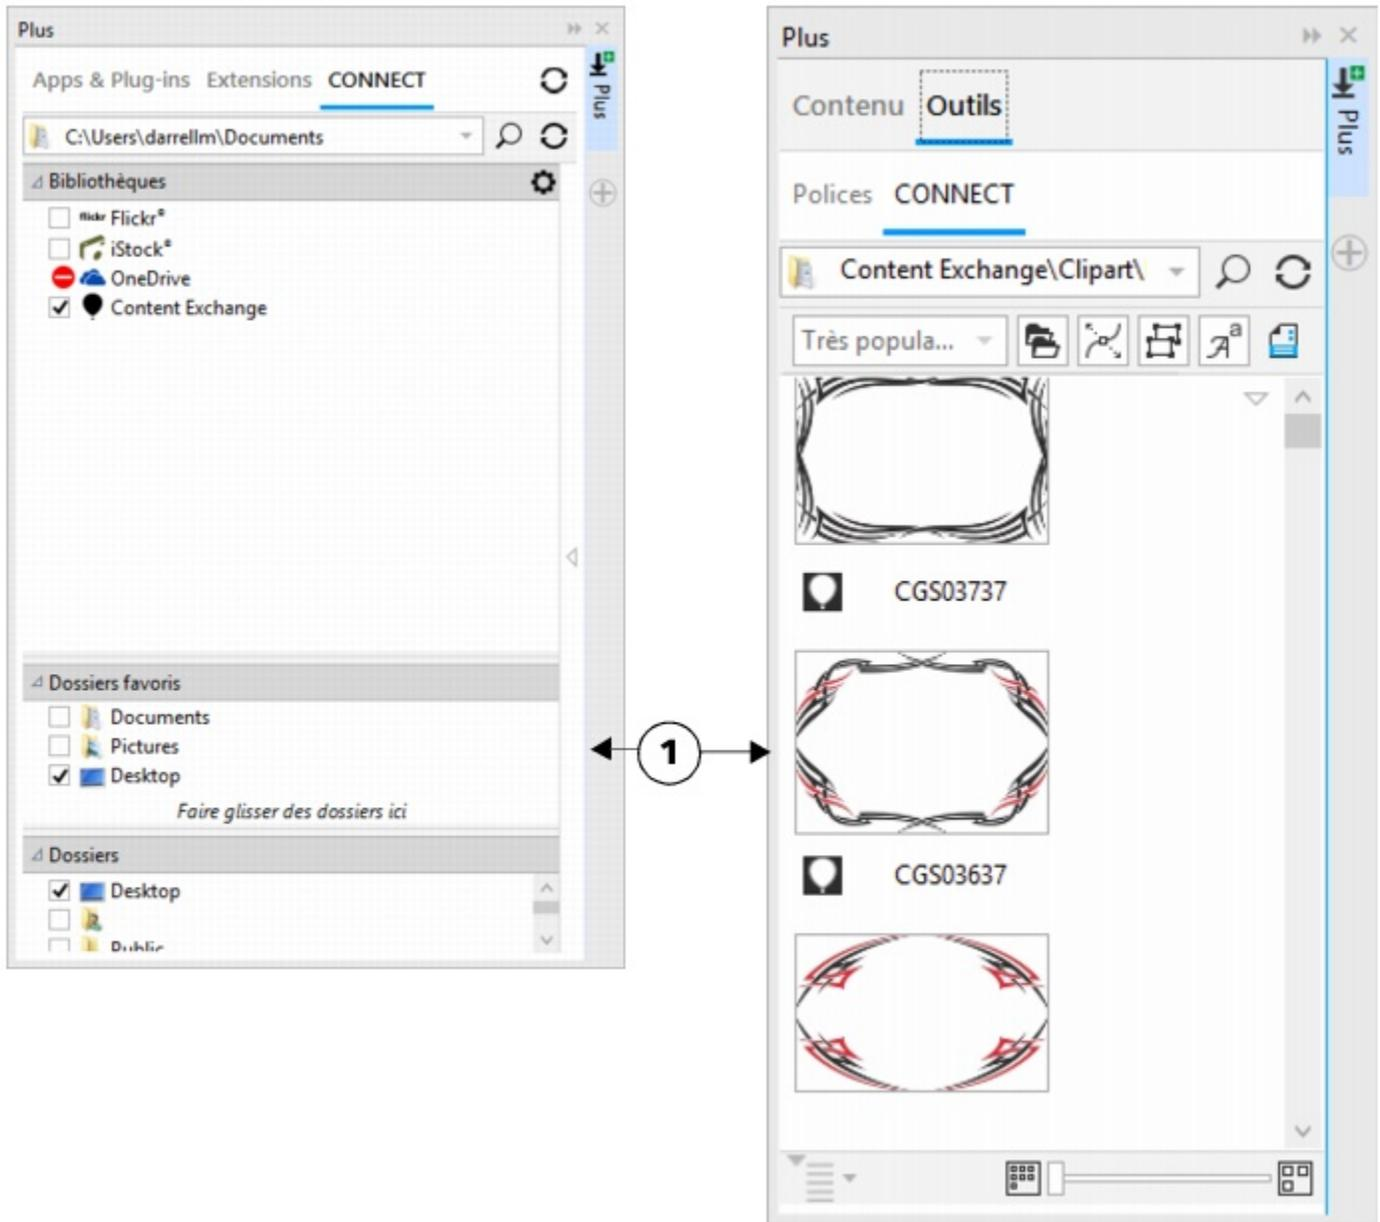 Plus
Apps & Plug-ins Extensions CONNECT
Plus
C:\Users\darrellm\Documents
Bibliothèques
flickr Flickr®
iStock®
OneDrive
Content Exchange
Dossiers favoris
Documents
Pictures
Desktop
Faire glisser des dossiers ici
Dossiers
Desktop
Public
1
Plus
Contenu Outils
Plus
Polices CONNECT
Content Exchange\Clipart\
Très popula...
CGS03737
CGS03637